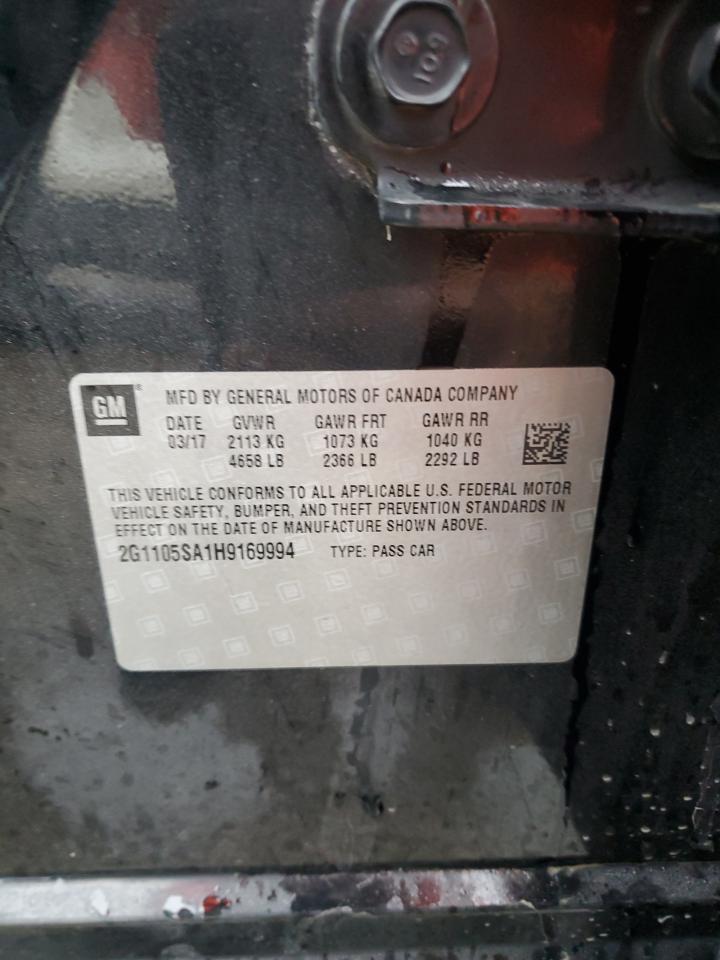 109
GM®
MFD BY GENERAL MOTORS OF CANADA COMPANY
DATE GVWR GAWR FRT GAWR RR
03/17 2113 KG 1073 KG 1040 KG
4658 LB 2366 LB 2292 LB
THIS VEHICLE CONFORMS TO ALL APPLICABLE U.S. FEDERAL MOTOR
VEHICLE SAFETY, BUMPER, AND THEFT PREVENTION STANDARDS IN
EFFECT ON THE DATE OF MANUFACTURE SHOWN ABOVE.
2G1105SA1H9169994 TYPE: PASS CAR